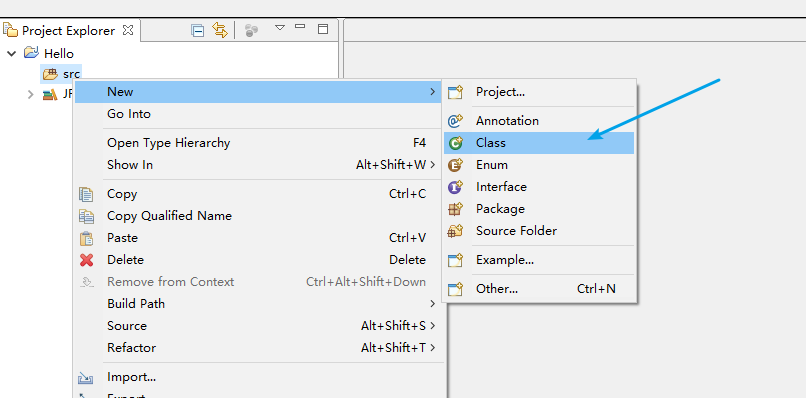 Project Explorer
Hello
src
New
Go Into
Open Type Hierarchy F4
Show In Alt+Shift+W
Copy Ctrl+C
Copy Qualified Name
Paste Ctrl+V
Delete Delete
Remove from Context Ctrl+Alt+Shift+Down
Build Path
Source Alt+Shift+S
Refactor Alt+Shift+T
Import...
Project...
Annotation
Class
Enum
Interface
Package
Source Folder
Example...
Other... Ctrl+N